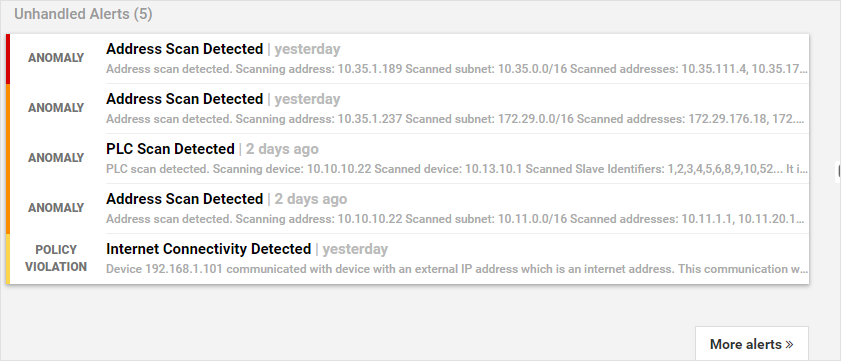 Unhandled Alerts (5)
ANOMALY
Address Scan Detected | yesterday
Address scan detected. Scanning address: 10.35.1.189 Scanned subnet: 10.35.0.0/16 Scanned addresses: 10.35.111.4, 10.35.17...
ANOMALY
Address Scan Detected | yesterday
Address scan detected. Scanning address: 10.35.1.237 Scanned subnet: 172.29.0.0/16 Scanned addresses: 172.29.176.18, 172....
ANOMALY
PLC Scan Detected | 2 days ago
PLC scan detected. Scanning device: 10.10.10.22 Scanned device: 10.13.10.1 Scanned Slave Identifiers: 1,2,3,4,5,6,8,9,10,52... It i...
ANOMALY
Address Scan Detected | 2 days ago
Address scan detected. Scanning address: 10.10.10.22 Scanned subnet: 10.11.0.0/16 Scanned addresses: 10.11.1.1, 10.11.20.1...
POLICY
VIOLATION
Internet Connectivity Detected | yesterday
Device 192.168.1.101 communicated with device with an external IP address which is an internet address. This communication w...
More alerts »